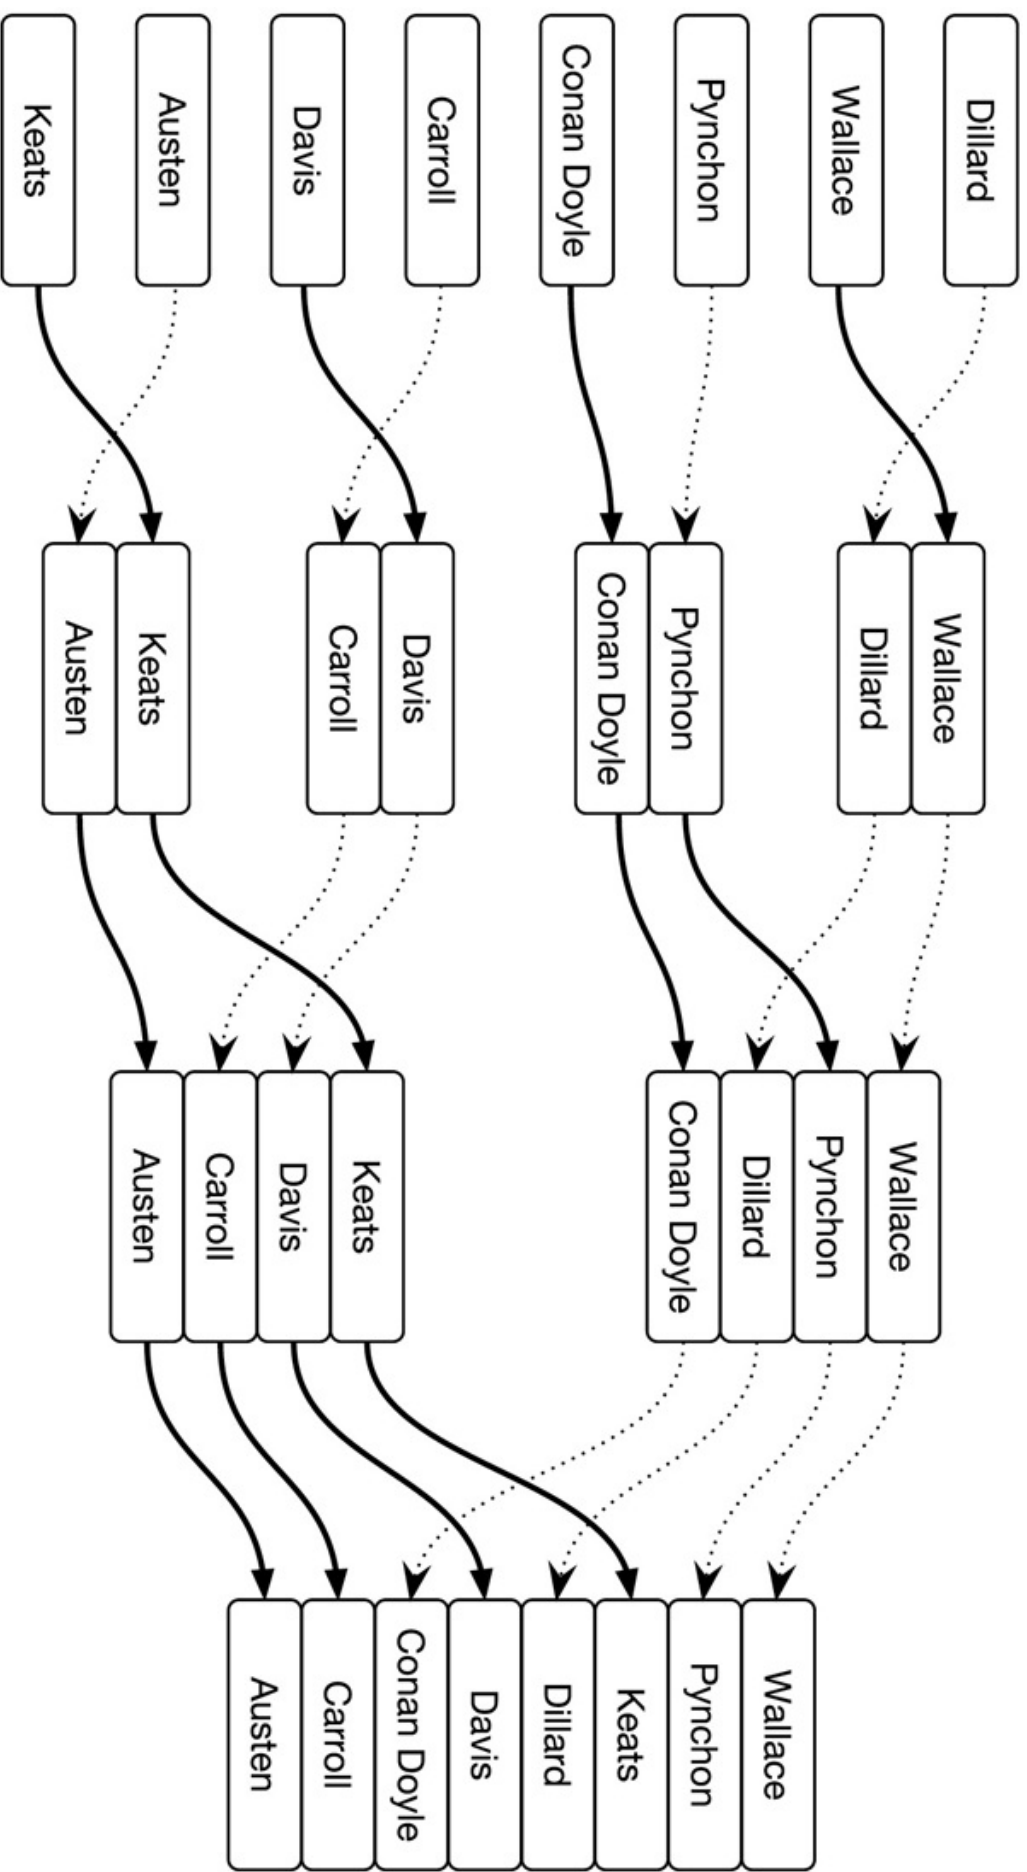 Keats
Austen
Davis
Carroll
Conan Doyle
Pynchon
Wallace
Dillard
Austen
Keats
Carroll
Davis
Conan Doyle
Pynchon
Dillard
Wallace
Austen
Carroll
Davis
Keats
Conan Doyle
Dillard
Pynchon
Wallace
Austen
Carroll
Conan Doyle
Davis
Dillard
Keats
Pynchon
Wallace